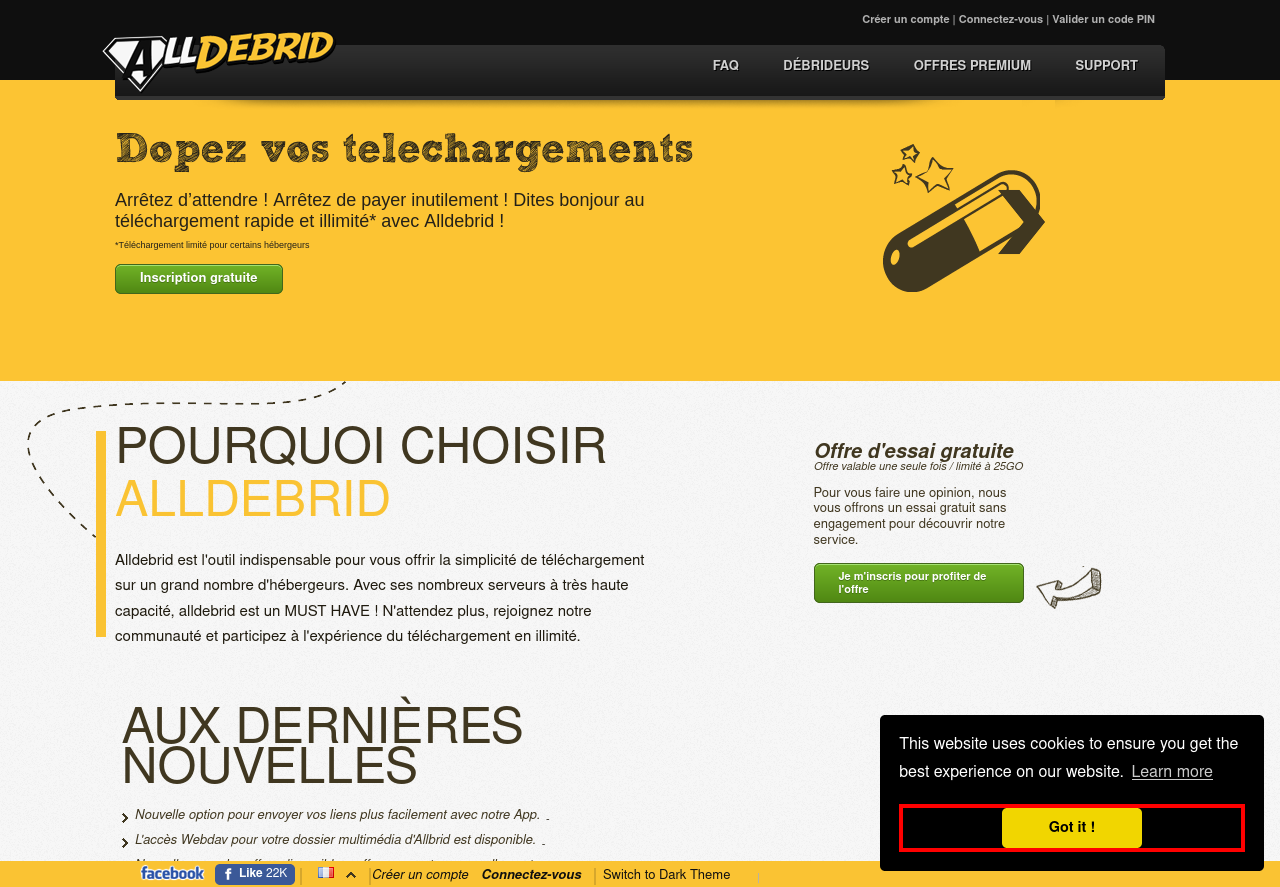 Créer un compte | Connectez-vous | Valider un code PIN
ALLDEBRID
FAQ DÉBRIDEURS OFFRES PREMIUM SUPPORT
Dopez vos telechargements
Arrêtez d'attendre ! Arrêtez de payer inutilement ! Dites bonjour au
téléchargement rapide et illimité* avec Alldebrid !
*Téléchargement limité pour certains hébergeurs
Inscription gratuite
POURQUOI CHOISIR
ALLDEBRID
Alldebrid est l'outil indispensable pour vous offrir la simplicité de téléchargement
sur un grand nombre d'hébergeurs. Avec ses nombreux serveurs à très haute
capacité, alldebrid est un MUST HAVE ! N'attendez plus, rejoignez notre
communauté et participez à l'expérience du téléchargement en illimité.
Offre d'essai gratuite
Offre valable une seule fois / limité à 25GO
Pour vous faire une opinion, nous
vous offrons un essai gratuit sans
engagement pour découvrir notre
service.
Je m'inscris pour profiter de
l'offre
AUX DERNIÈRES
NOUVELLES
Nouvelle option pour envoyer vos liens plus facilement avec notre App. -
L'accès Webdav pour votre dossier multimédia d'Allbrid est disponible. -
This website uses cookies to ensure you get the
best experience on our website. Learn more
Got it !
facebook Like 22K Créer un compte Connectez-vous Switch to Dark Theme